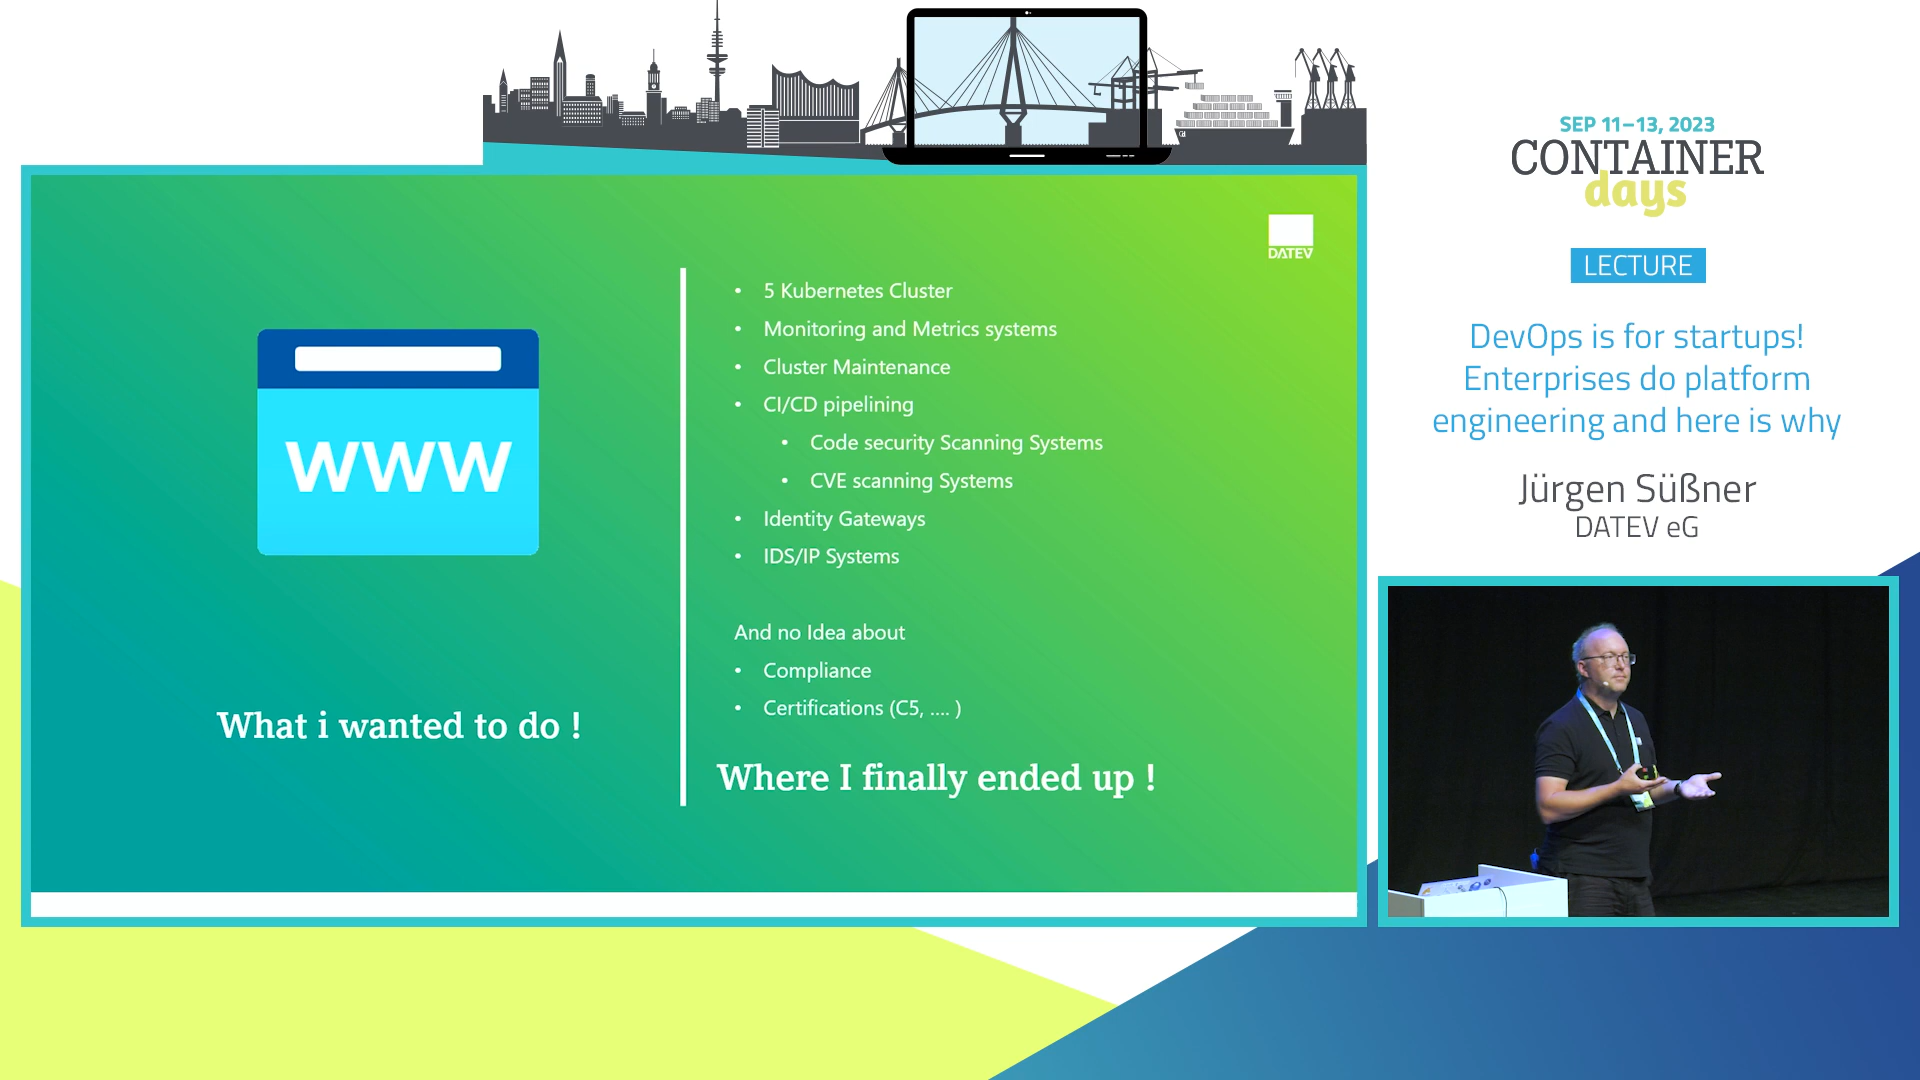 SEP 11–13, 2023
CONTAINER
days
LECTURE
DevOps is for startups!
Enterprises do platform
engineering and here is why
Jürgen Süßner
DATEV eG
DATEV
www
What i wanted to do !
• 5 Kubernetes Cluster
• Monitoring and Metrics systems
• Cluster Maintenance
• CI/CD pipelining
• Code security Scanning Systems
• CVE scanning Systems
• Identity Gateways
• IDS/IP Systems
And no Idea about
• Compliance
• Certifications (C5, .... )
Where I finally ended up !